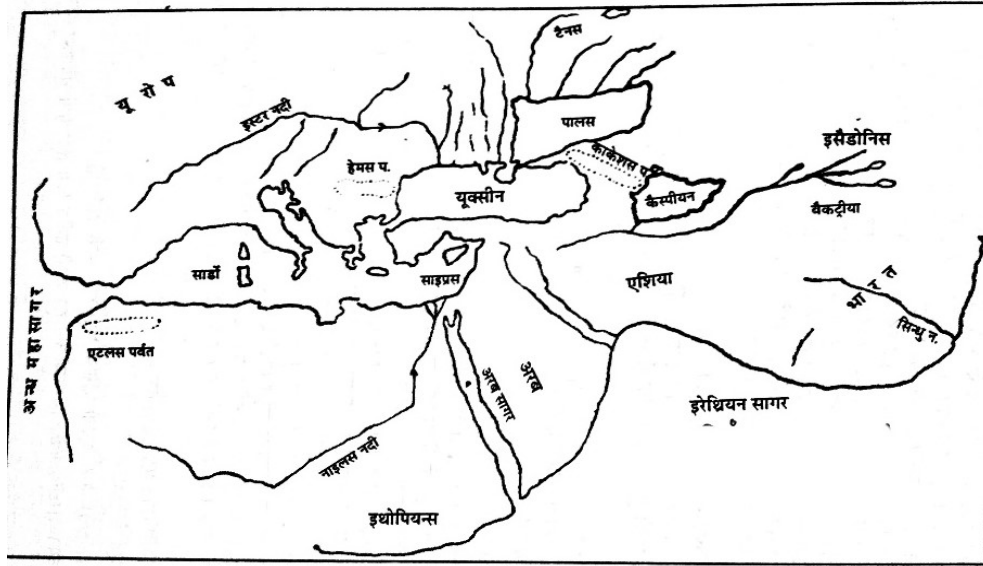 टैनस
यूरोप
पालस
इस्टर नदी
इसैडोनिस
काकेशस प.
हेमस प.
यूक्सीन
कैस्पीयन
वैकट्रीया
सार्डो
साइप्रस
एशिया
भारत
सिन्धु न.
अन्ध महासागर
एटलस पर्वत
अरब
अरब सागर
इरेथ्रियन सागर
नाइलस नदी
इथोपियन्स